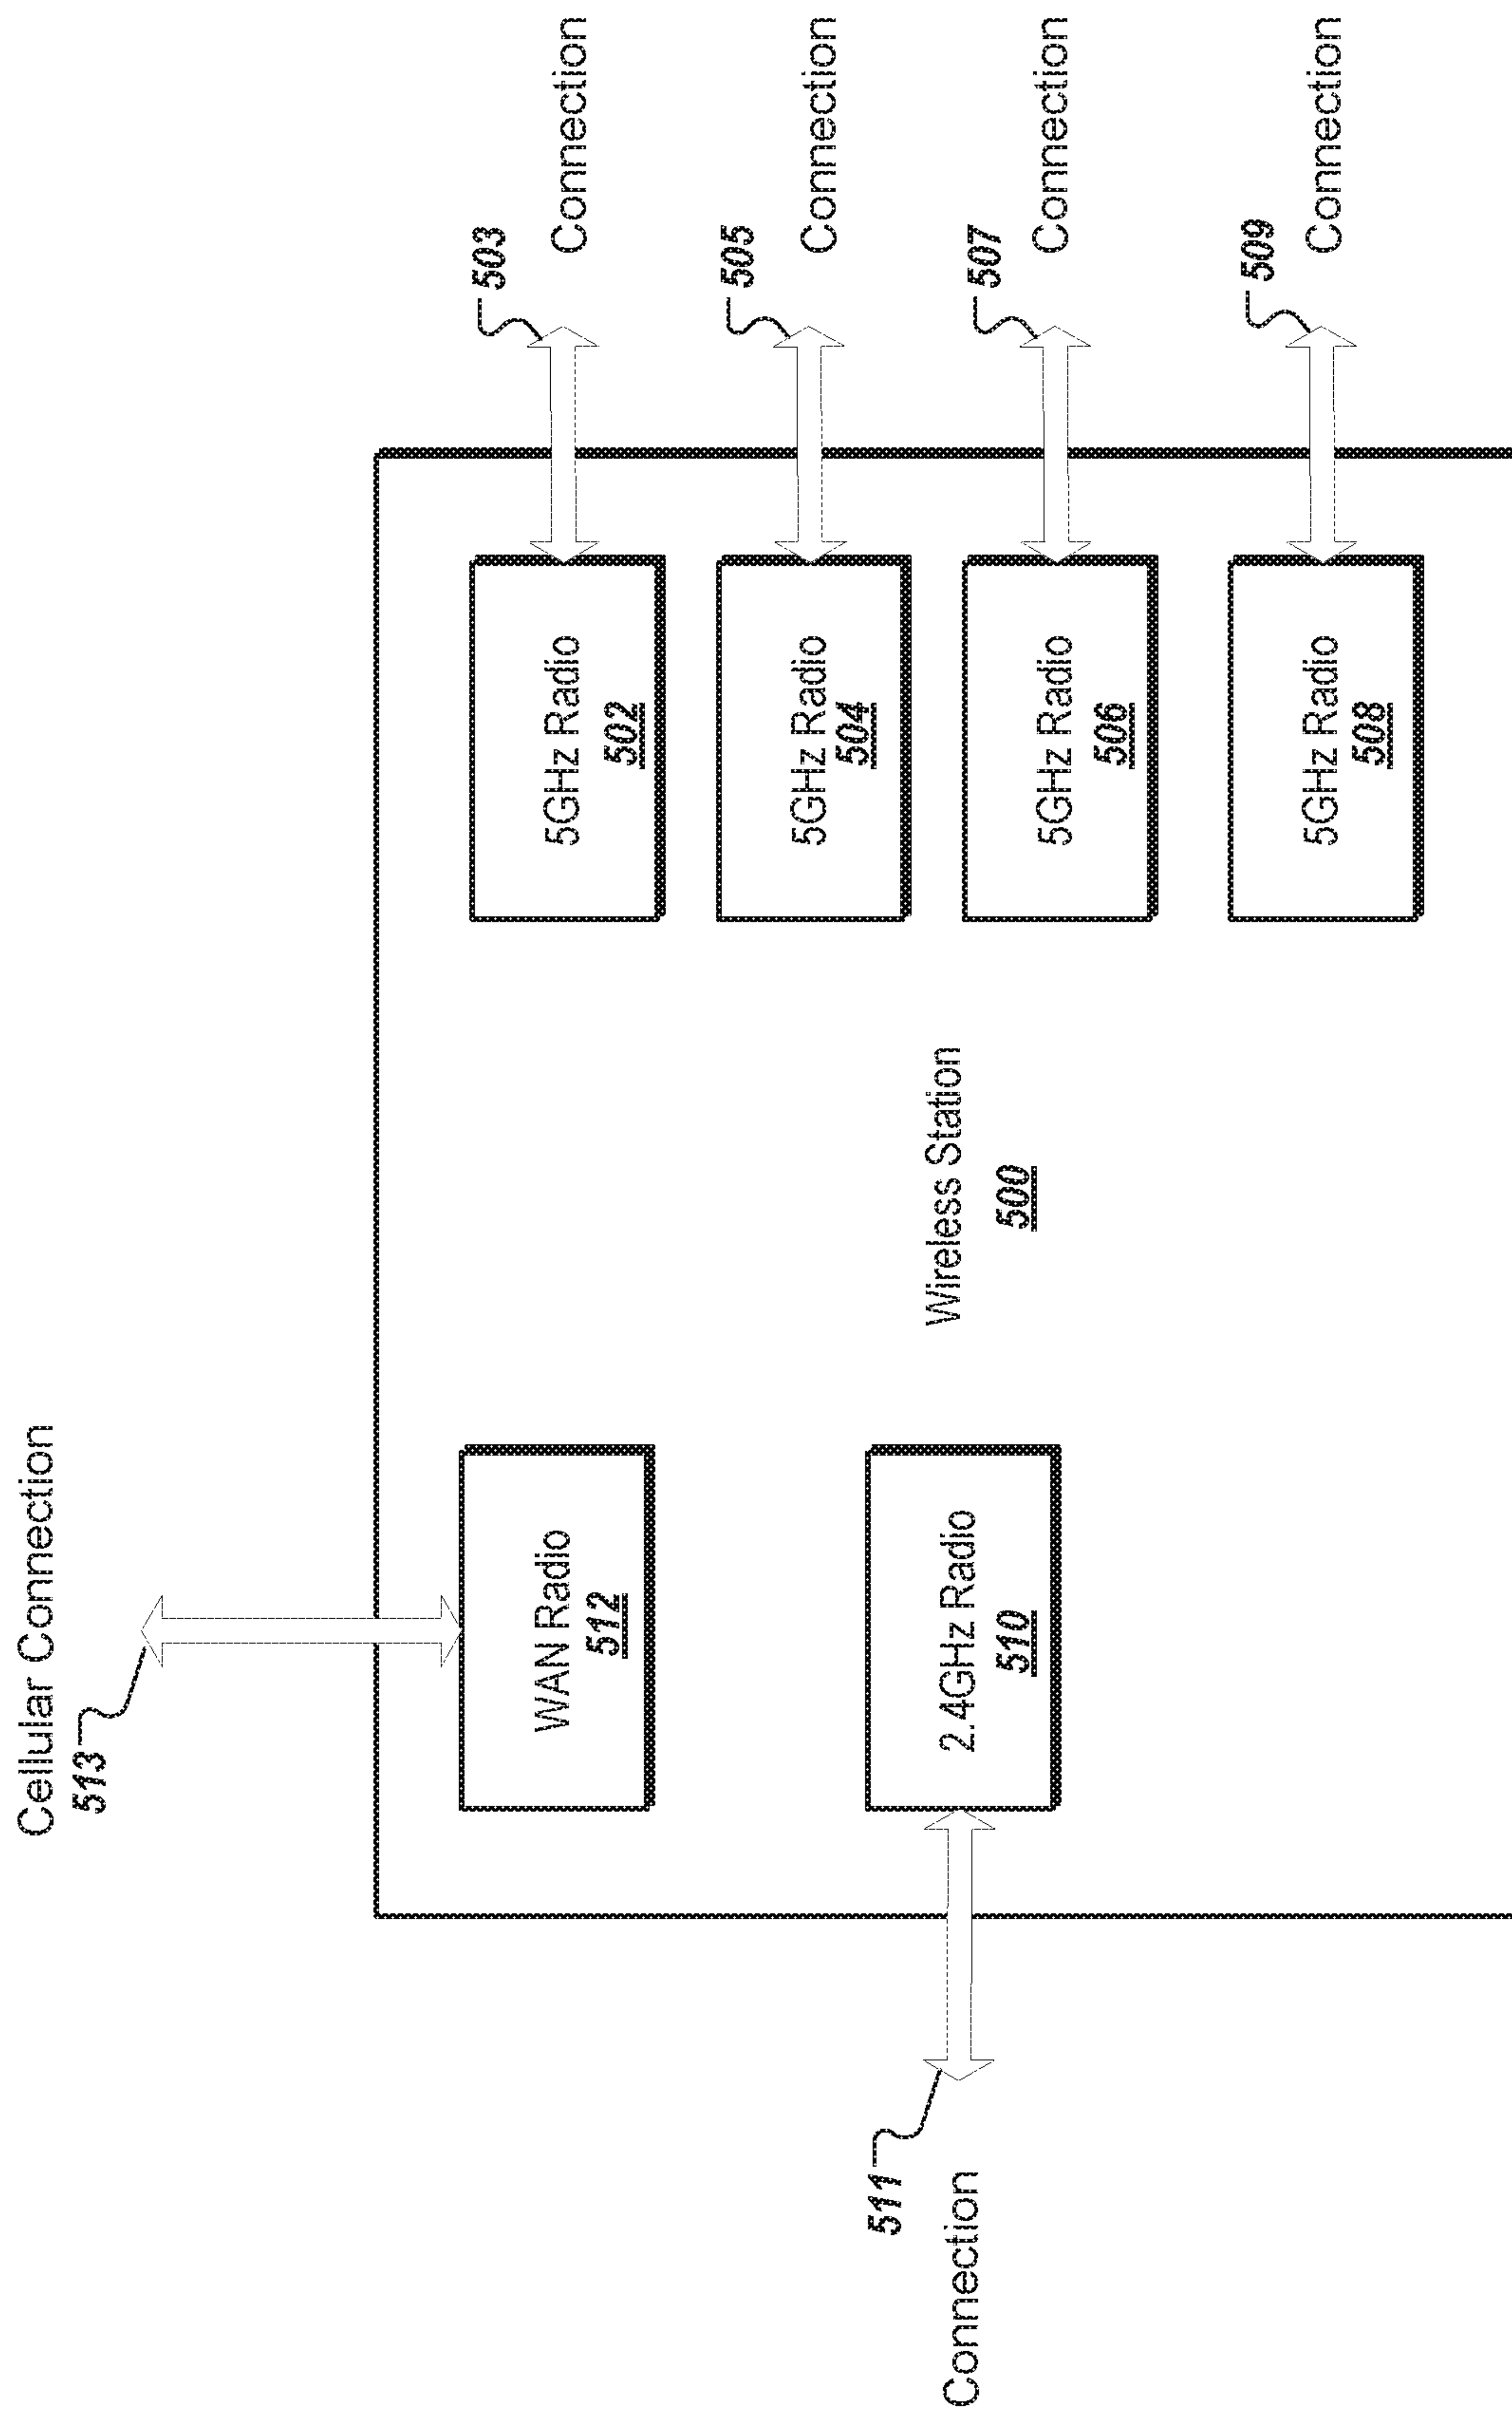 Cellular Connection
513
WAN Radio
512
5GHz Radio
502
503
Connection
5GHz Radio
504
505
Connection
511
Connection
2.4GHz Radio
510
Wireless Station
500
5GHz Radio
506
507
Connection
5GHz Radio
508
509
Connection